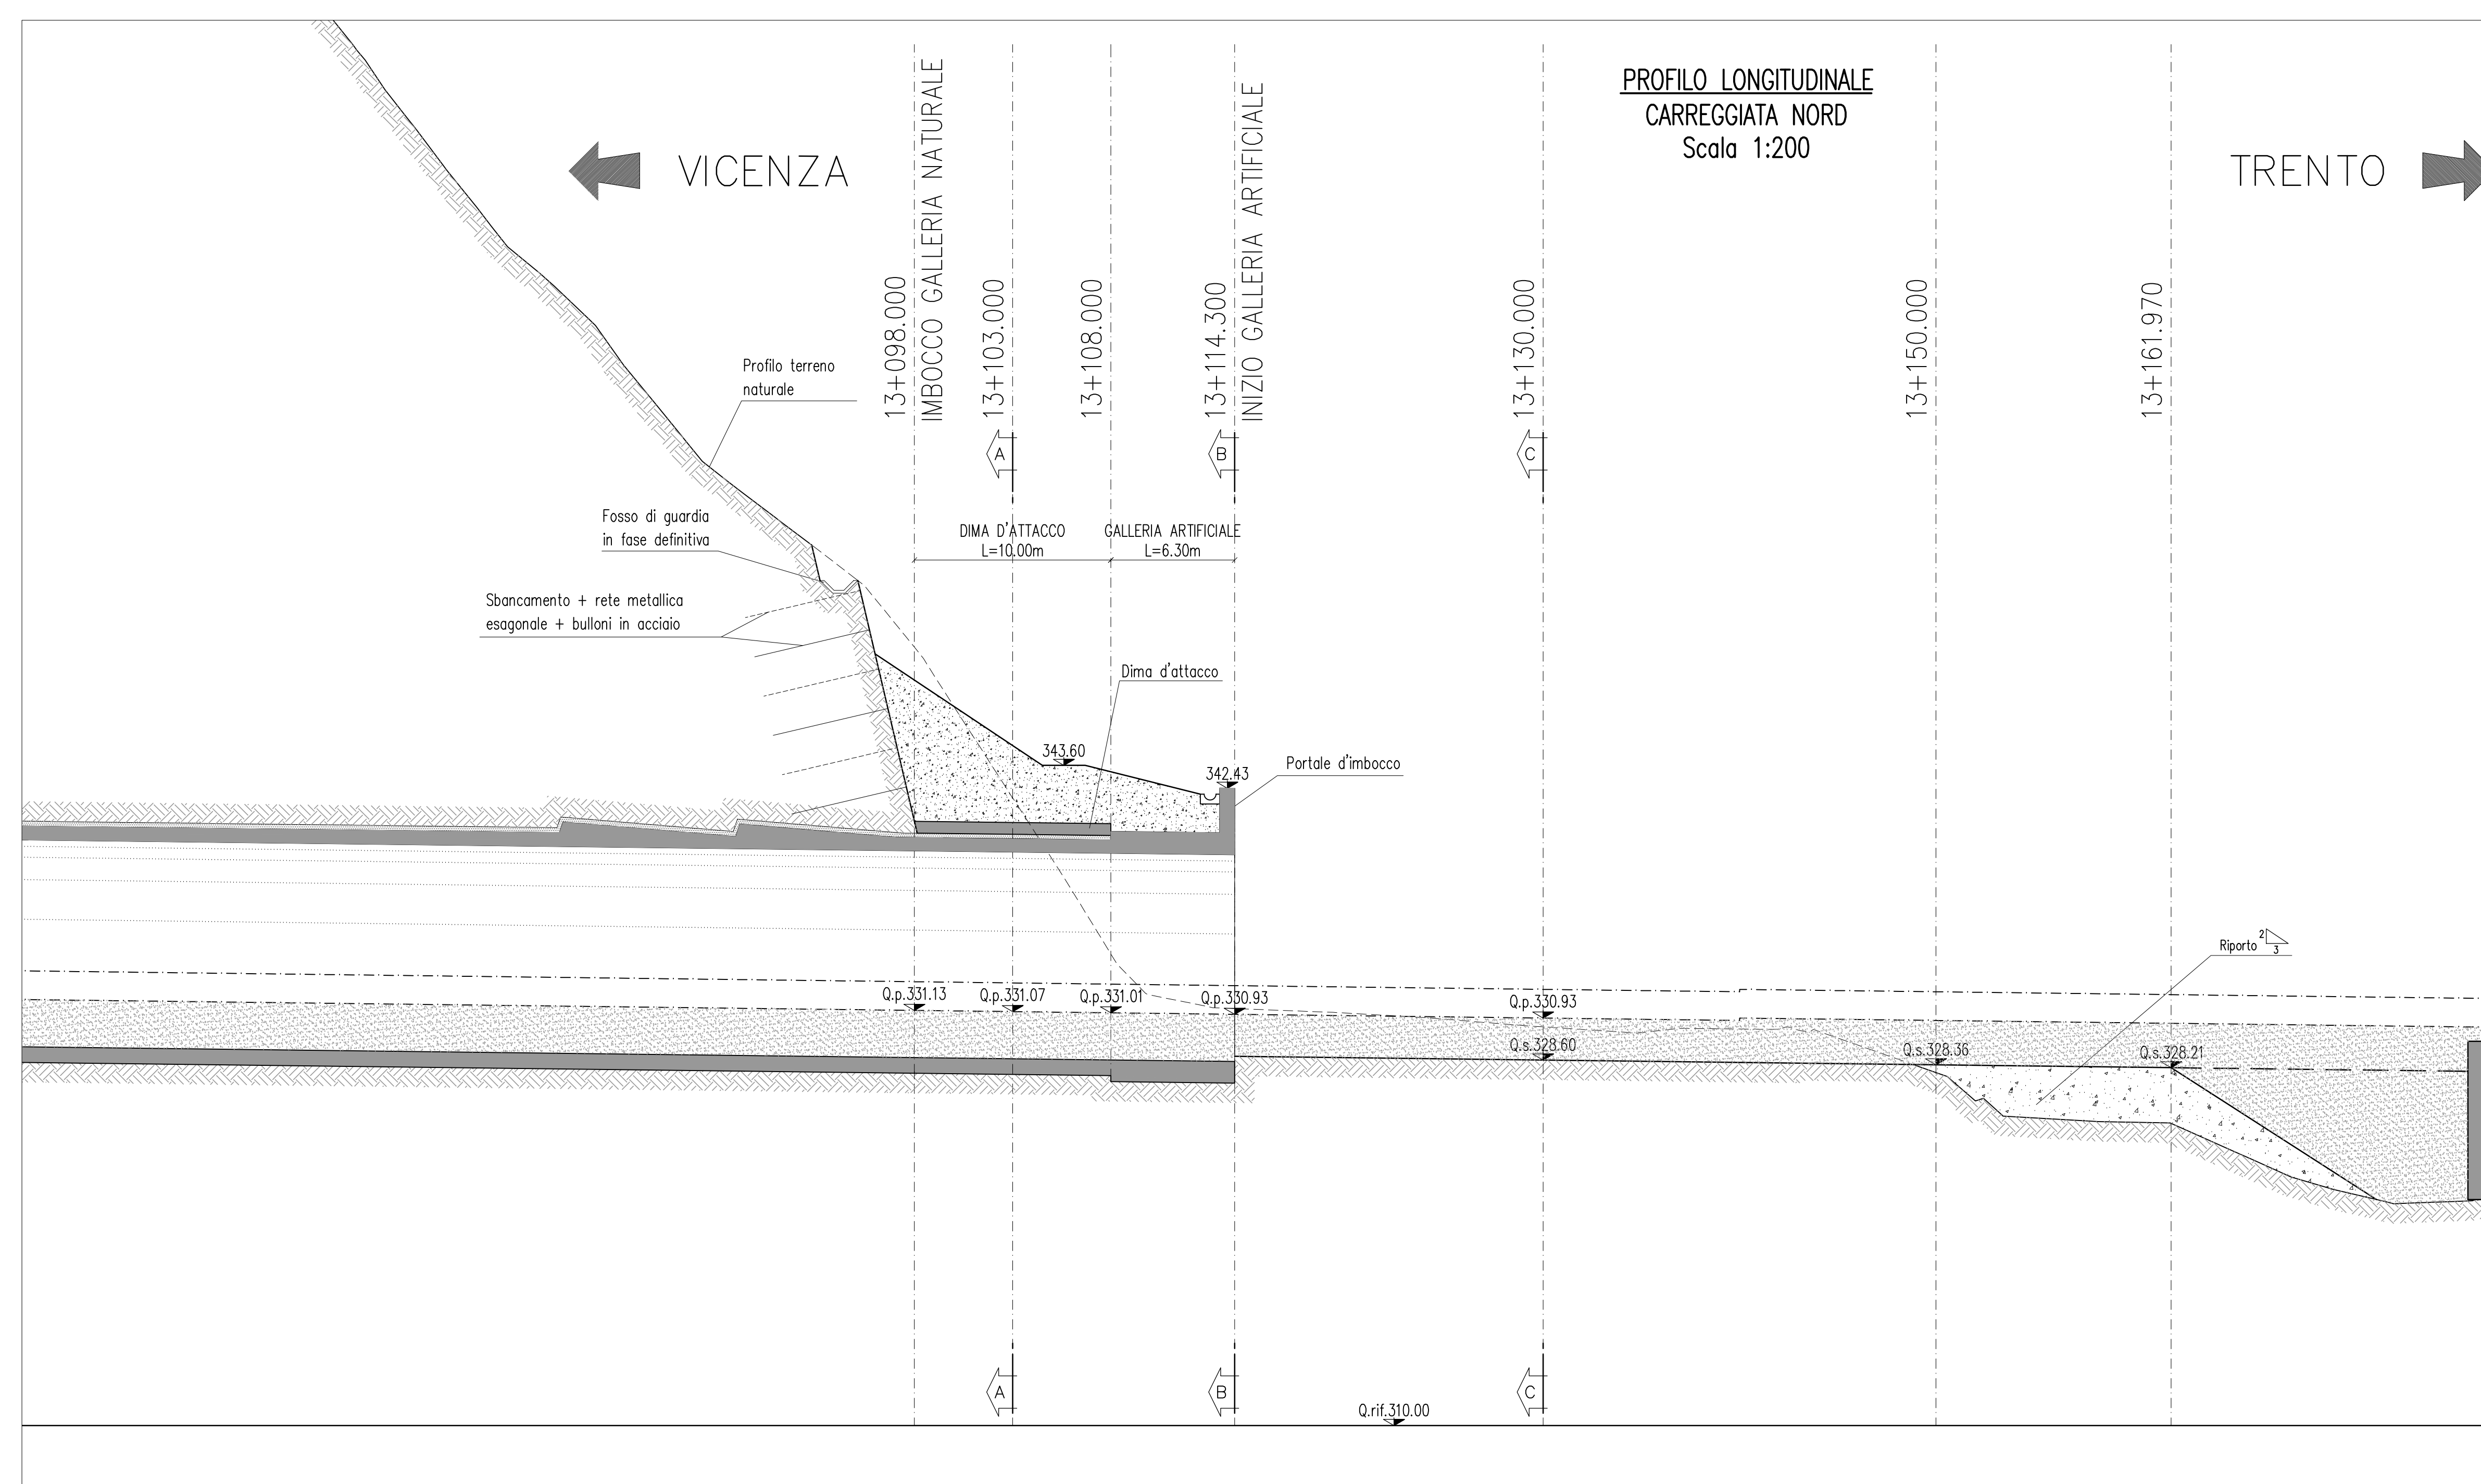 PROFILO LONGITUDINALE
CARREGGIATA NORD
Scala 1:200
VICENZA
TRENTO
13+098.000
IMBOCCO GALLERIA NATURALE
13+103.000
13+108.000
13+114.300
INIZIO GALLERIA ARTIFICIALE
13+130.000
13+150.000
13+161.970
Profilo terreno
naturale
A
B
C
Fosso di guardia
in fase definitiva
DIMA D'ATTACCO
L=10.00m
GALLERIA ARTIFICIALE
L=6.30m
Sbancamento + rete metallica
esagonale + bulloni in acciaio
Dima d'attacco
343.60
342.43
Portale d'imbocco
Riporto
2
3
Q.p.331.13
Q.p.331.07
Q.p.331.01
Q.p.330.93
Q.p.330.93
Q.s.328.60
Q.s.328.36
Q.s.328.21
A
B
C
Q.rif.310.00